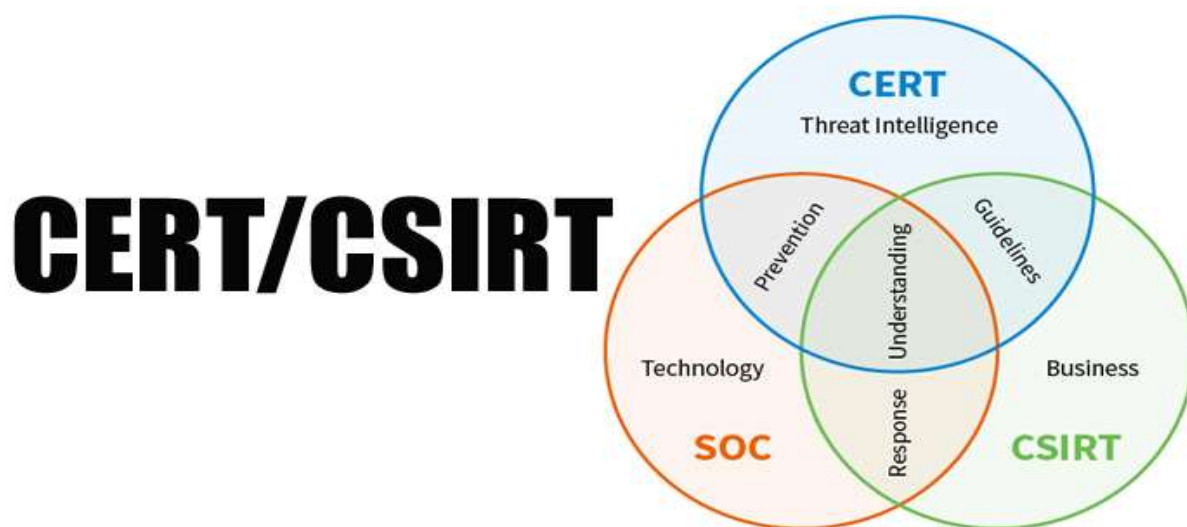 CERT/CSIRT
CERT
Threat Intelligence
Prevention
Understanding
Guidelines
Technology
Business
Response
SOC
CSIRT